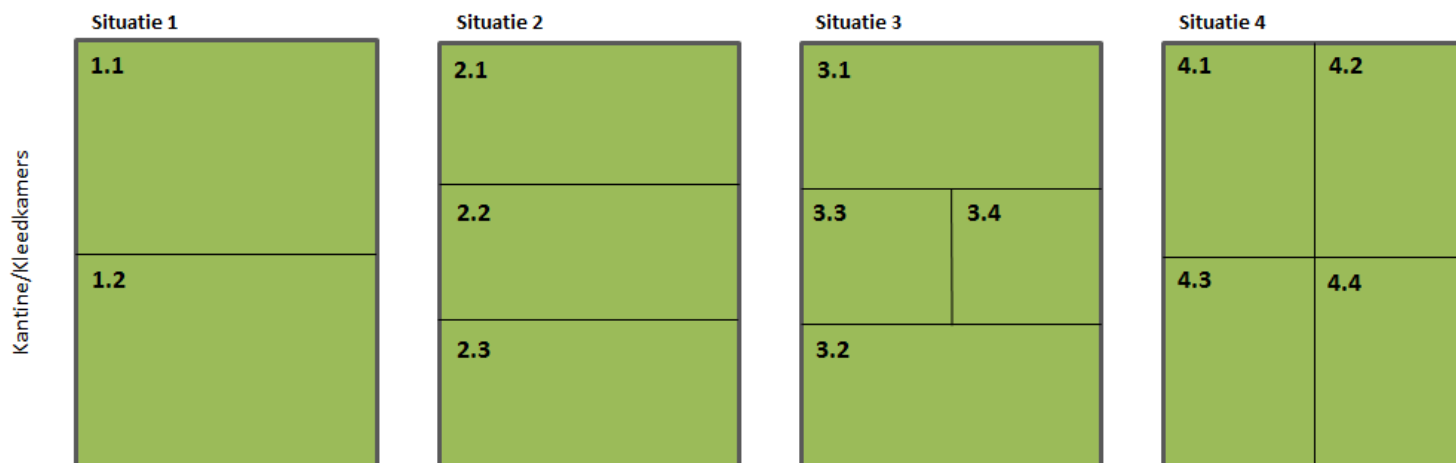 Situatie 1
Situatie 2
Situatie 3
Situatie 4
Kantine/Kleedkamers
1.1
1.2
2.1
2.2
2.3
3.1
3.3
3.4
3.2
4.1
4.2
4.3
4.4